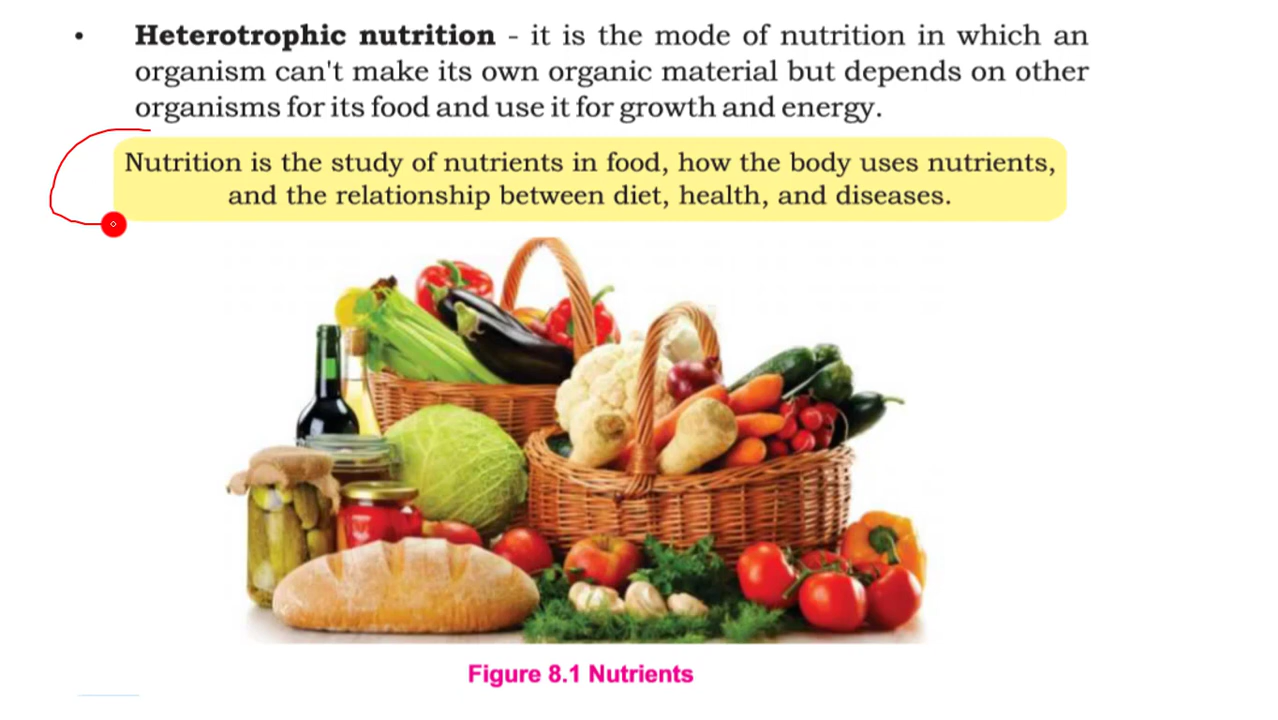 • Heterotrophic nutrition - it is the mode of nutrition in which an
organism can't make its own organic material but depends on other
organisms for its food and use it for growth and energy.
Nutrition is the study of nutrients in food, how the body uses nutrients,
and the relationship between diet, health, and diseases.
Figure 8.1 Nutrients